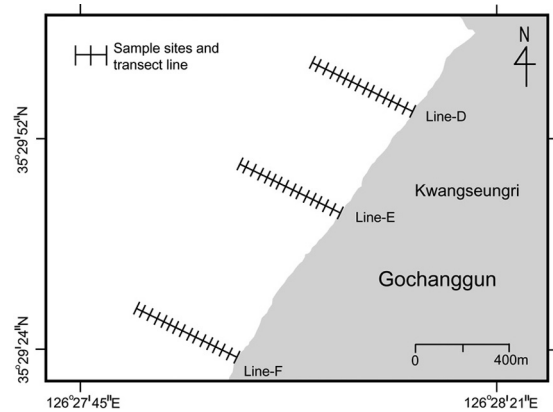 Sample sites and
transect line
N
Line-D
35°29'52"N
Kwangseungri
Line-E
Gochanggun
35°29'24"N
0 400m
Line-F
126°27'45"E 126°28'21"E